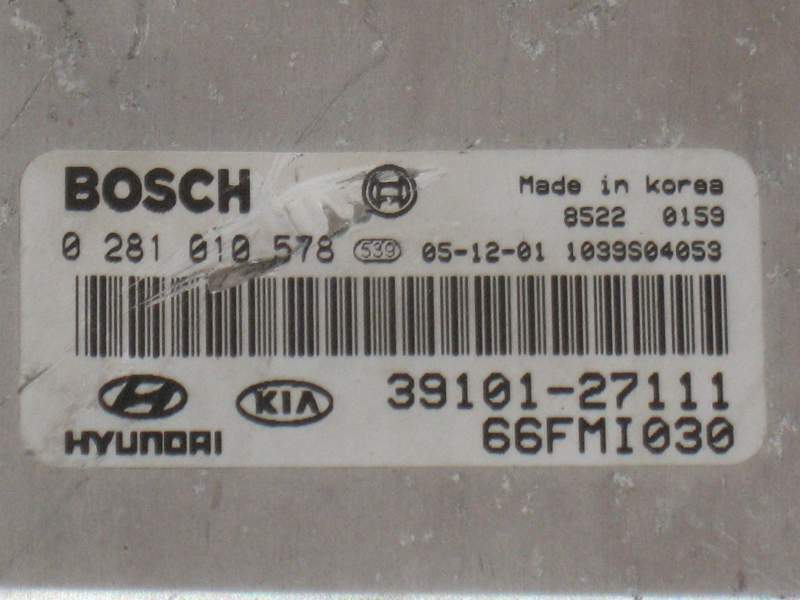 BOSCH
Made in korea
8522 0159
0 281 010 578 539 05-12-01 1039S04053
HYUNDAI KIA 39101-27111
66FMI030